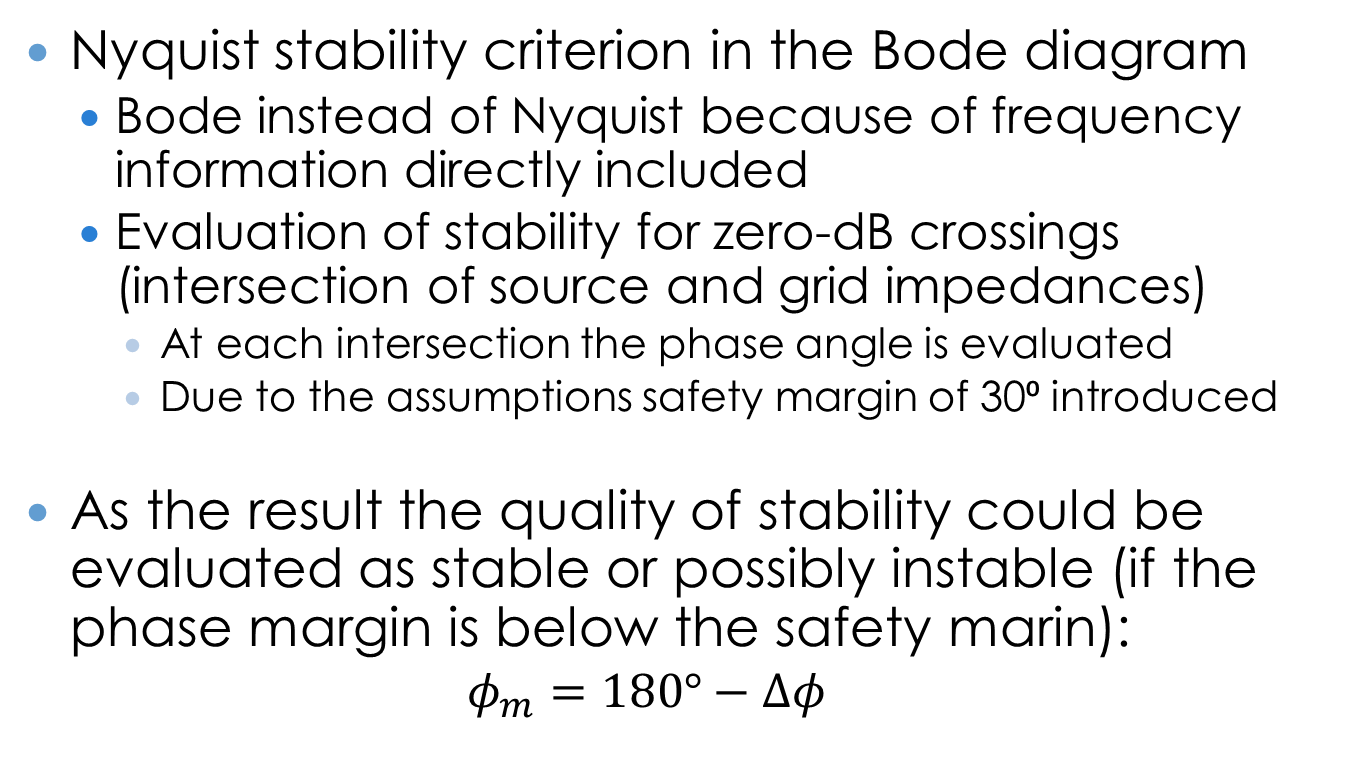 • Nyquist stability criterion in the Bode diagram
• Bode instead of Nyquist because of frequency
information directly included
• Evaluation of stability for zero-dB crossings
(intersection of source and grid impedances)
• At each intersection the phase angle is evaluated
• Due to the assumptions safety margin of 30⁰ introduced
• As the result the quality of stability could be
evaluated as stable or possibly instable (if the
phase margin is below the safety marin):
𝜙𝑚 = 180° − Δ𝜙